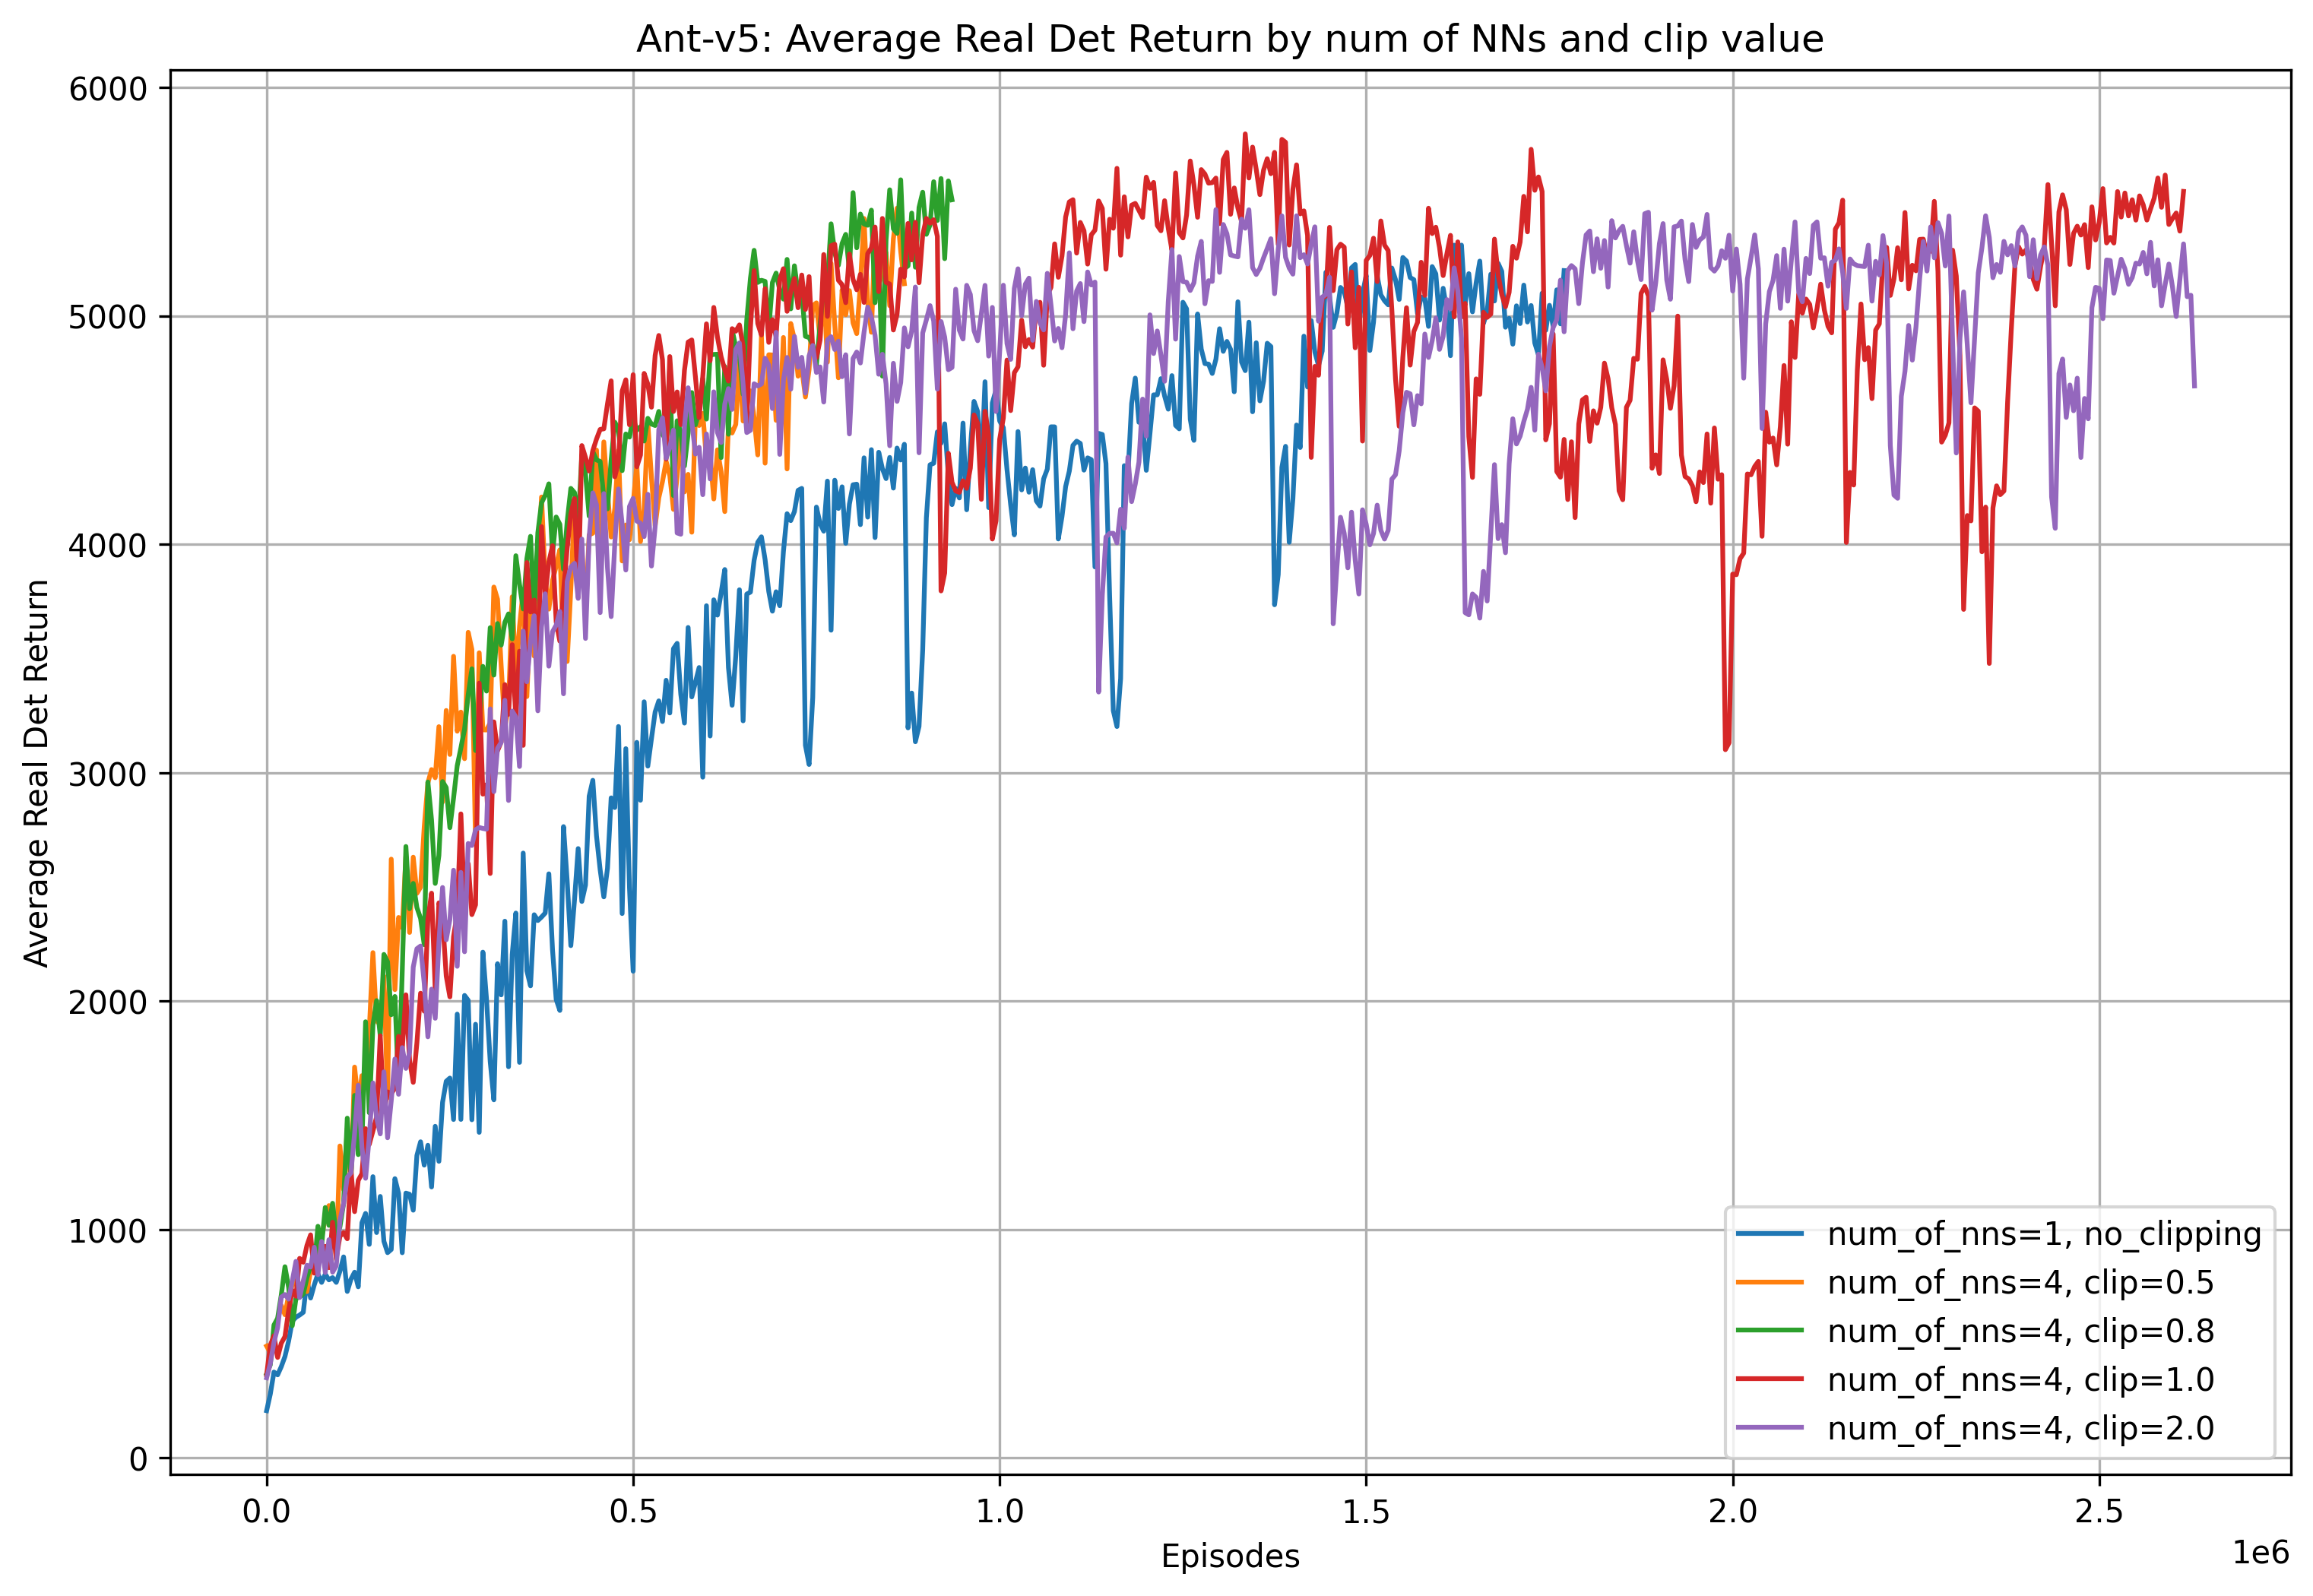 Ant-v5: Average Real Det Return by num of NNs and clip value
6000
5000
4000
3000
2000
1000
0
Average Real Det Return
0.0 0.5 1.0 1.5 2.0 2.5
1e6
Episodes
num_of_nns=1, no_clipping
num_of_nns=4, clip=0.5
num_of_nns=4, clip=0.8
num_of_nns=4, clip=1.0
num_of_nns=4, clip=2.0